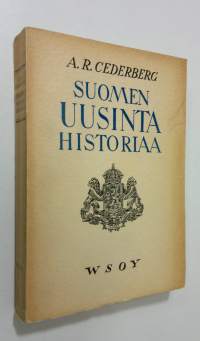 A.R.CEDERBERG
SUOMEN
UUSINTA
HISTORIAA
WSOY